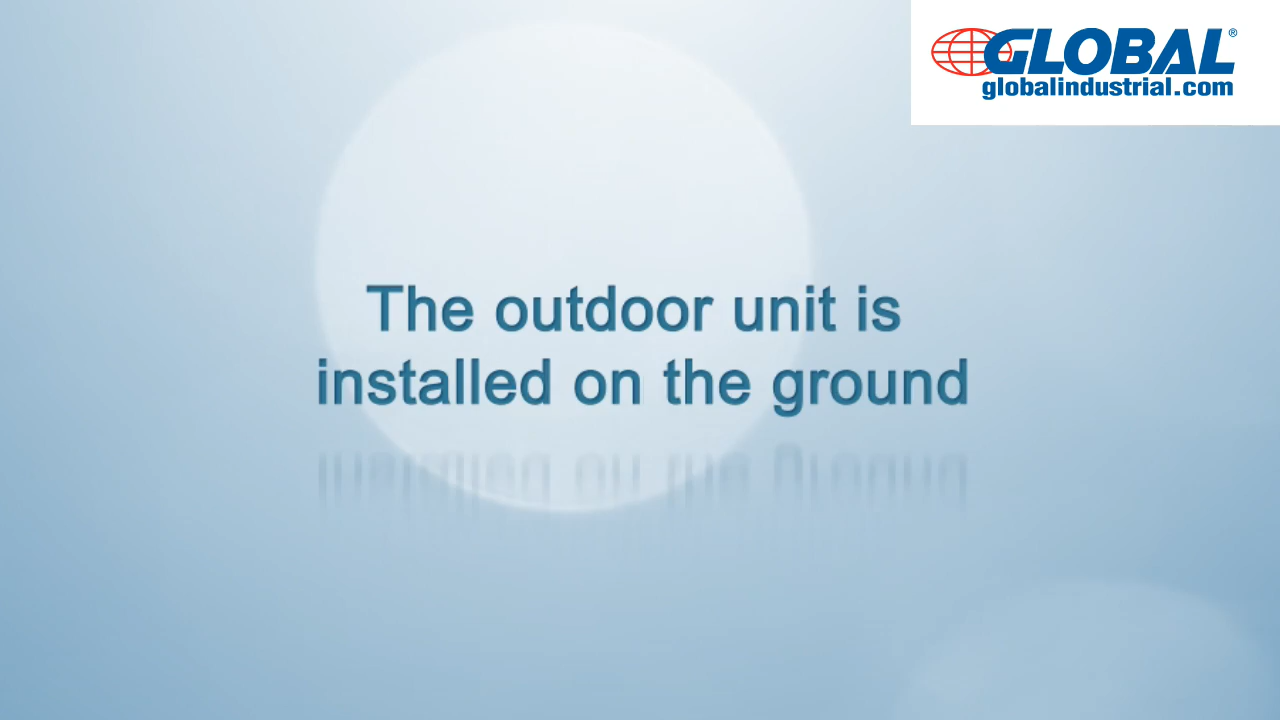 GLOBAL®
globalindustrial.com
The outdoor unit is
installed on the ground